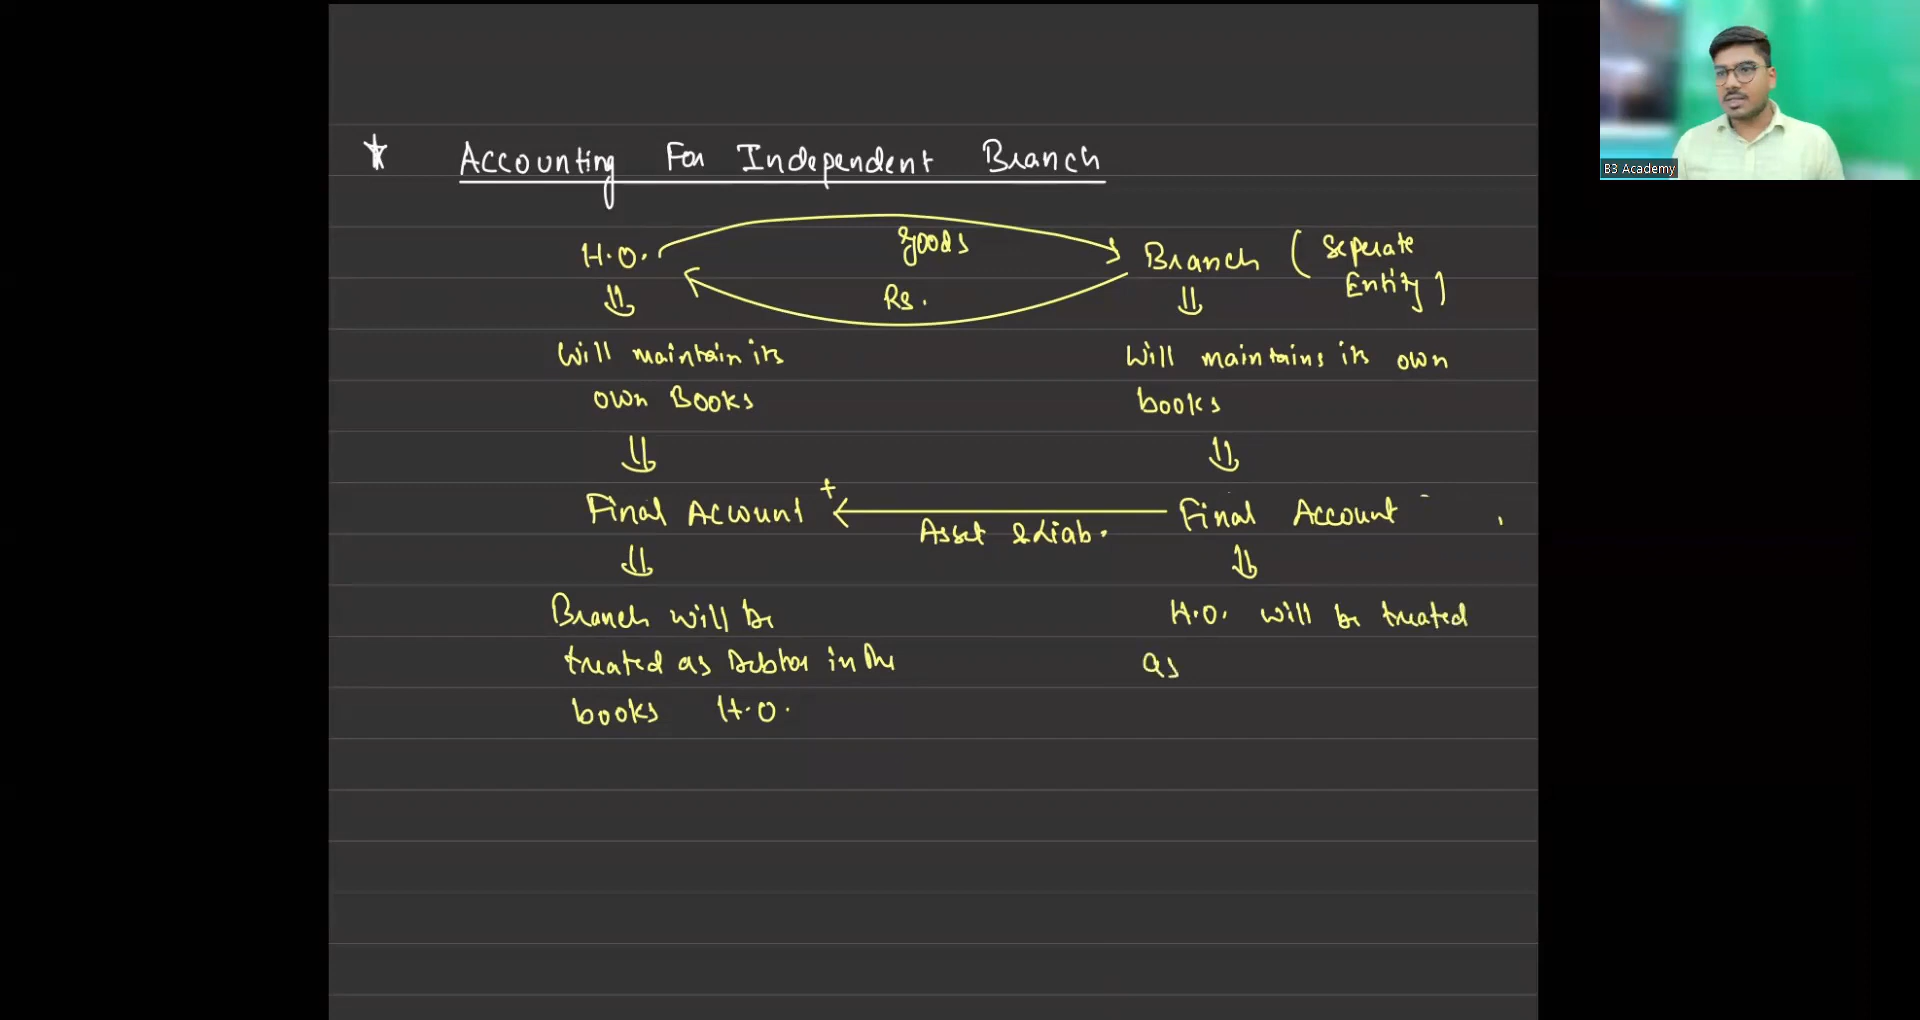 * Accounting For Independent Branch
H.O. goods Branch (Seperate
Entity)
Rs.
Will maintain its
own Books
Will maintains its own
books
Final Account + Asset & Liab. Final Account
Branch will be
treated as Debtor in the
books H.O.
H.O. will be treated
as
B3 Academy